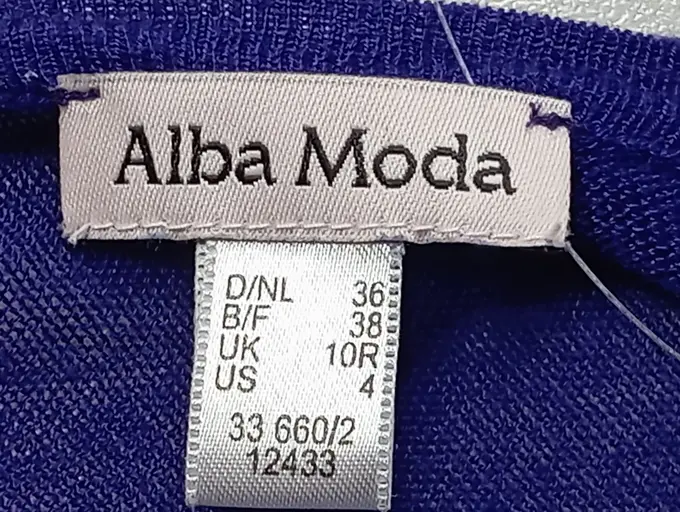 Alba Moda
D/NL 36
B/F 38
UK 10R
US 4
33 660/2
12433